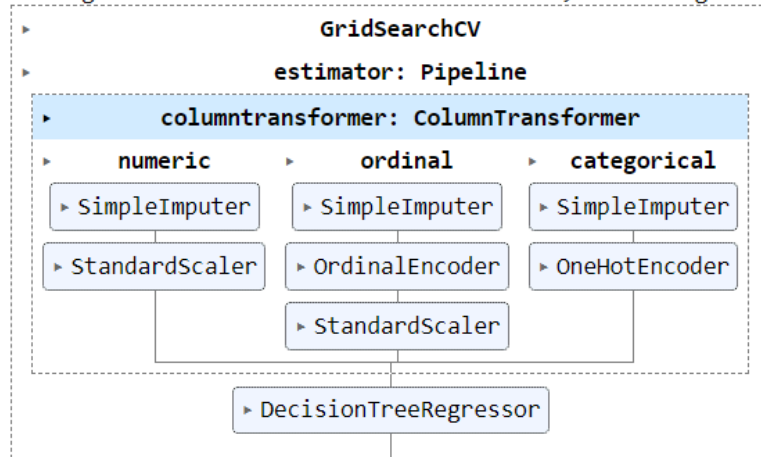 GridSearchCV
estimator: Pipeline
columntransformer: ColumnTransformer
numeric ordinal categorical
SimpleImputer SimpleImputer SimpleImputer
StandardScaler OrdinalEncoder OneHotEncoder
StandardScaler
DecisionTreeRegressor